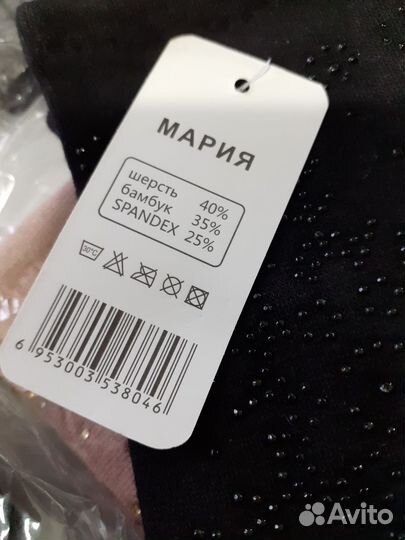 МАРИЯ
шерсть 40%
бамбук 35%
SPANDEX 25%
30°C
6 953003 538046
Avito